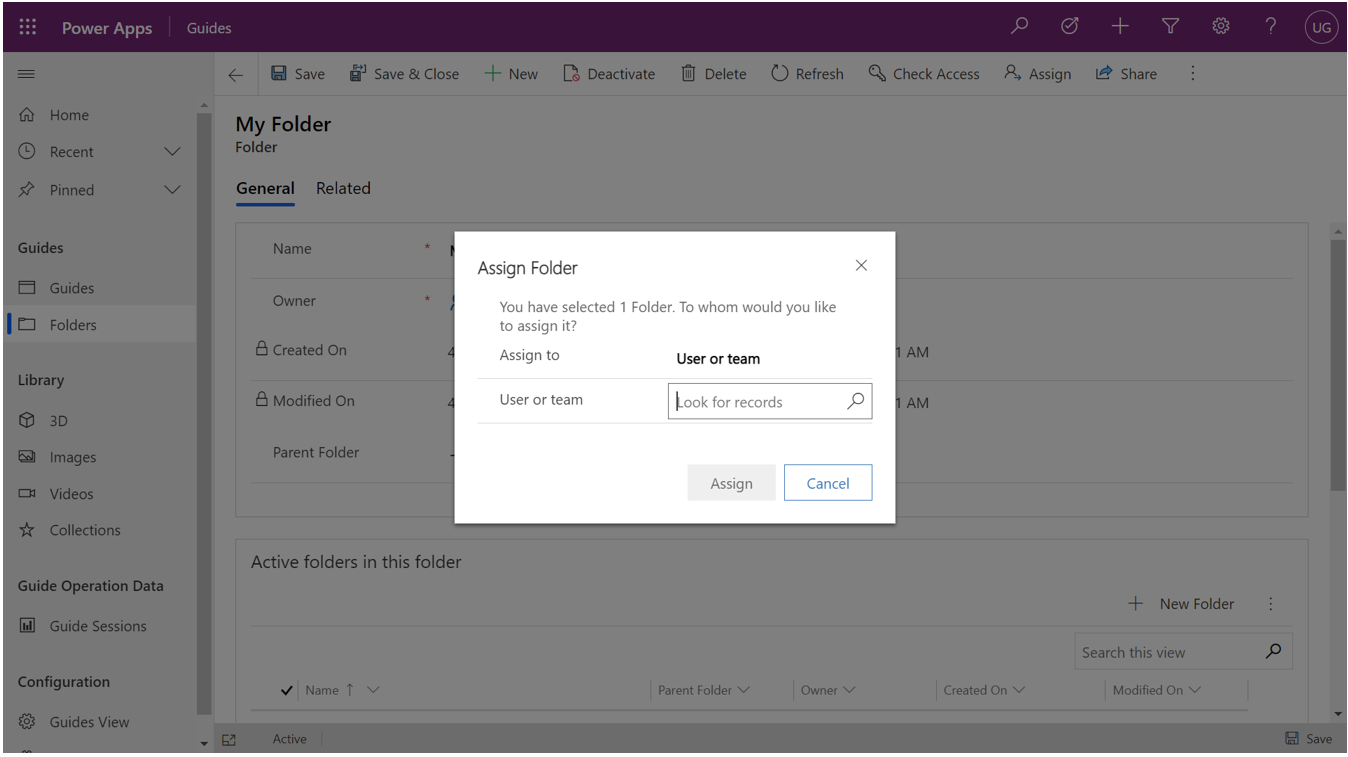 Power Apps
Guides
UG
Save
Save & Close
New
Deactivate
Delete
Refresh
Check Access
Assign
Share
Home
Recent
Pinned
Guides
Guides
Folders
Library
3D
Images
Videos
Collections
Guide Operation Data
Guide Sessions
Configuration
Guides View
My Folder
Folder
General
Related
Name *
Owner *
Created On
1 AM
Modified On
1 AM
Parent Folder
Assign Folder
You have selected 1 Folder. To whom would you like
to assign it?
Assign to
User or team
User or team
Look for records
Assign
Cancel
Active folders in this folder
New Folder
Search this view
Name
Parent Folder
Owner
Created On
Modified On
Active
Save